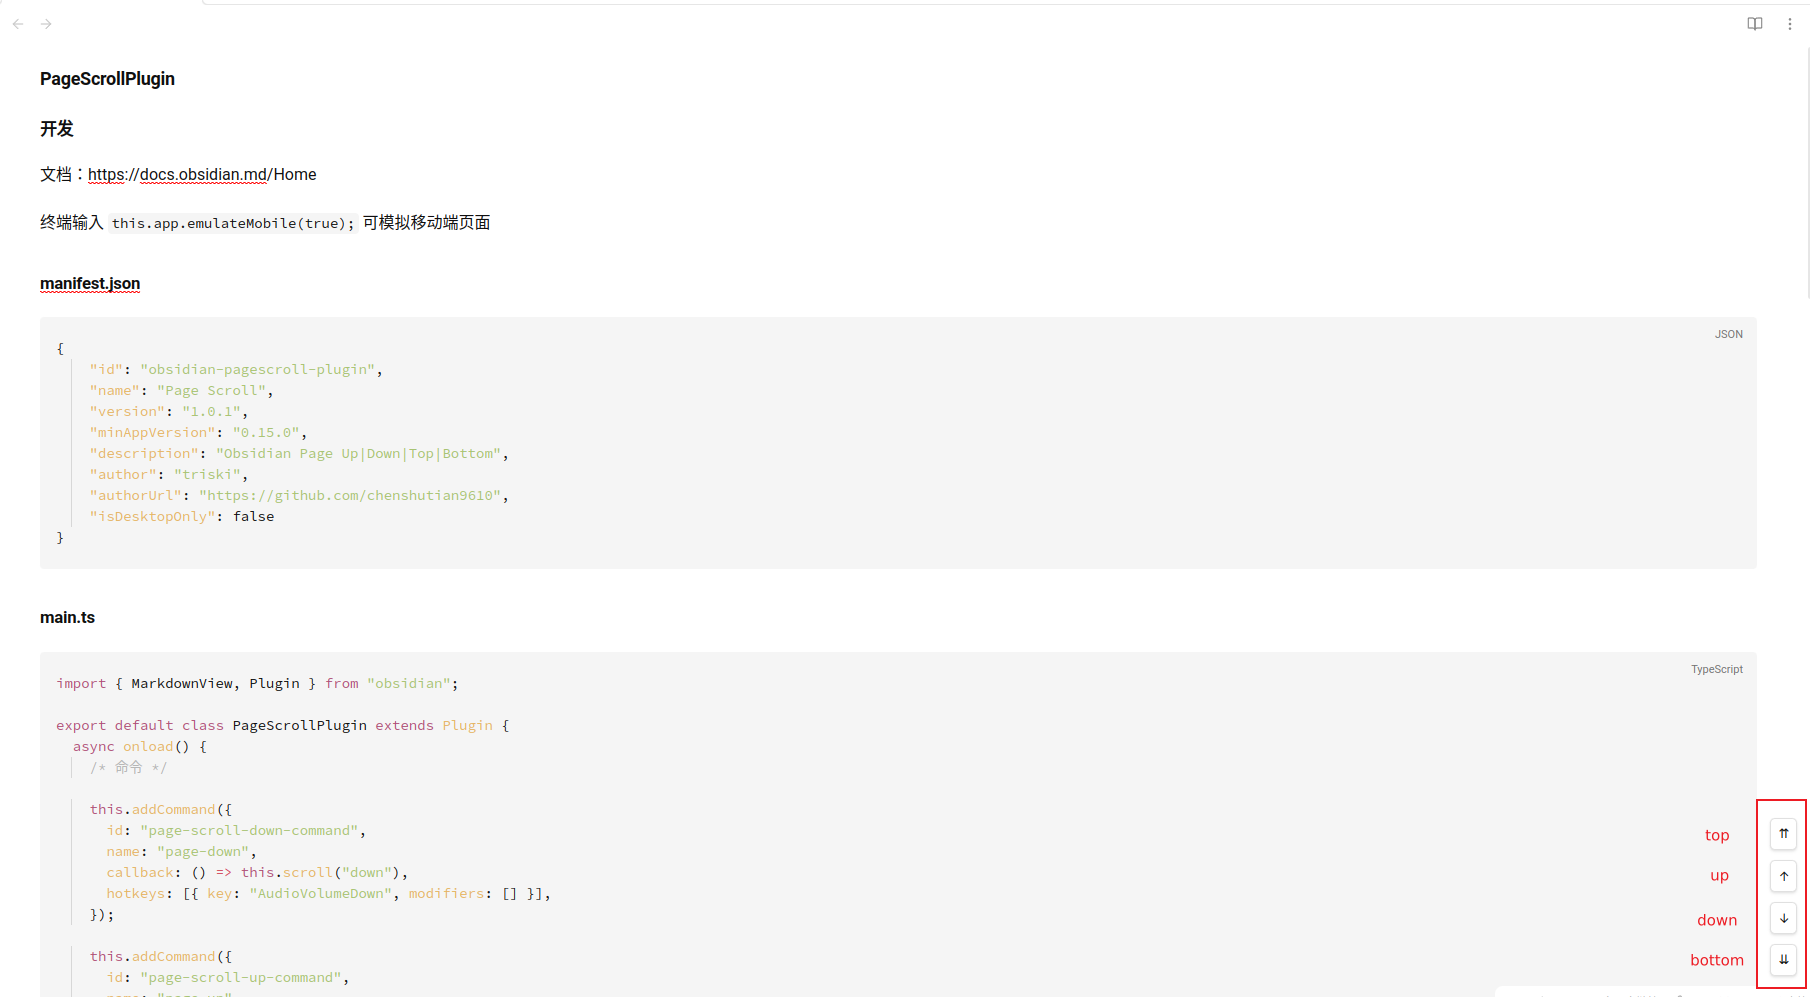 PageScrollPlugin
开发
文档：https://docs.obsidian.md/Home
终端输入 this.app.emulateMobile(true); 可模拟移动端页面
manifest.json
JSON
{
    "id": "obsidian-pagescroll-plugin",
    "name": "Page Scroll",
    "version": "1.0.1",
    "minAppVersion": "0.15.0",
    "description": "Obsidian Page Up|Down|Top|Bottom",
    "author": "triski",
    "authorUrl": "https://github.com/chenshutian9610",
    "isDesktopOnly": false
}
main.ts
TypeScript
import { MarkdownView, Plugin } from "obsidian";
export default class PageScrollPlugin extends Plugin {
  async onload() {
    /* 命令 */
    this.addCommand({
      id: "page-scroll-down-command",
      name: "page-down",
      callback: () => this.scroll("down"),
      hotkeys: [{ key: "AudioVolumeDown", modifiers: [] }],
    });
    this.addCommand({
      id: "page-scroll-up-command",
top ⇈
up ↑
down ↓
bottom ⇊